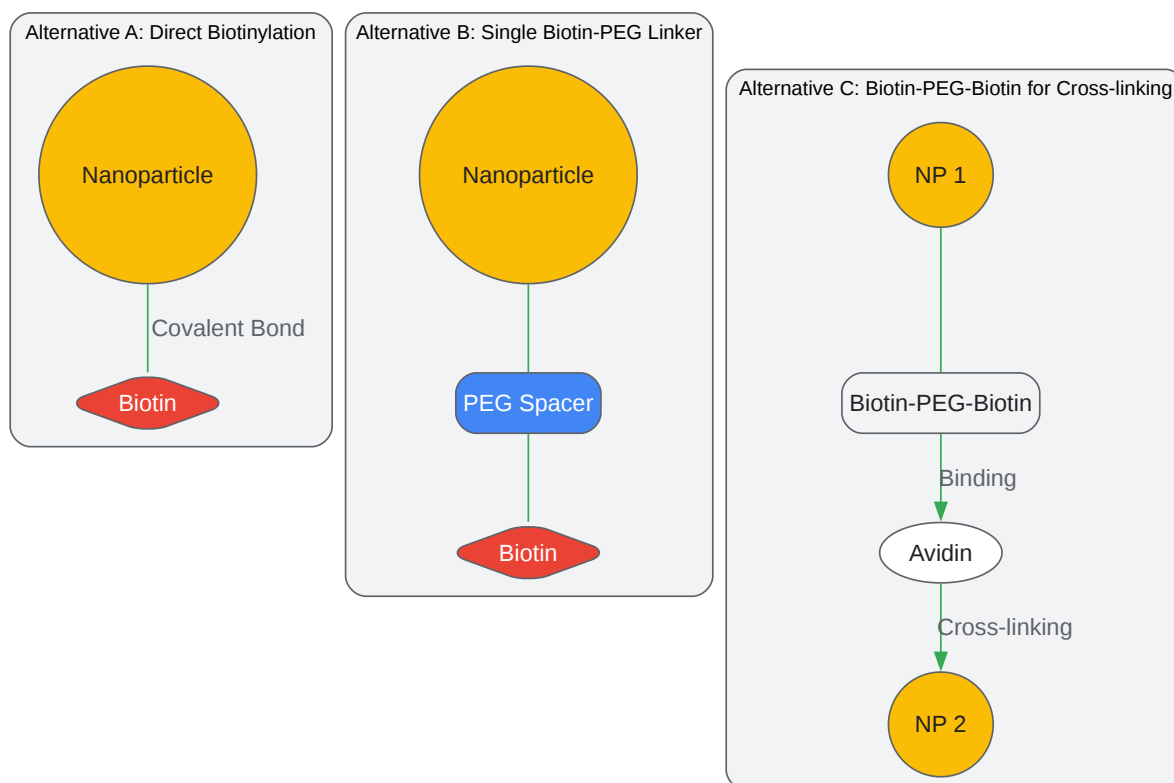 Alternative A: Direct Biotinylation
Nanoparticle
Covalent Bond
Biotin
Alternative B: Single Biotin-PEG Linker
Nanoparticle
PEG Spacer
Biotin
Alternative C: Biotin-PEG-Biotin for Cross-linking
NP 1
Biotin-PEG-Biotin
Binding
Avidin
Cross-linking
NP 2